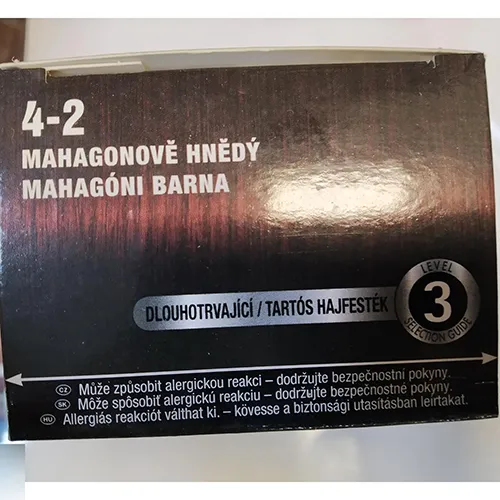 4-2
MAHAGONOVĚ HNĚDÝ
MAHAGÓNI BARNA
DLOUHOTRVAJÍCÍ / TARTÓS HAJFESTÉK
LEVEL
3
SELECTION GUIDE
CZ Může způsobit alergickou reakci – dodržujte bezpečnostní pokyny.
SK Môže spôsobiť alergickú reakciu – dodržujte bezpečnostné pokyny.
HU Allergiás reakciót válthat ki. – kövesse a biztonsági utasításban leírtakat.